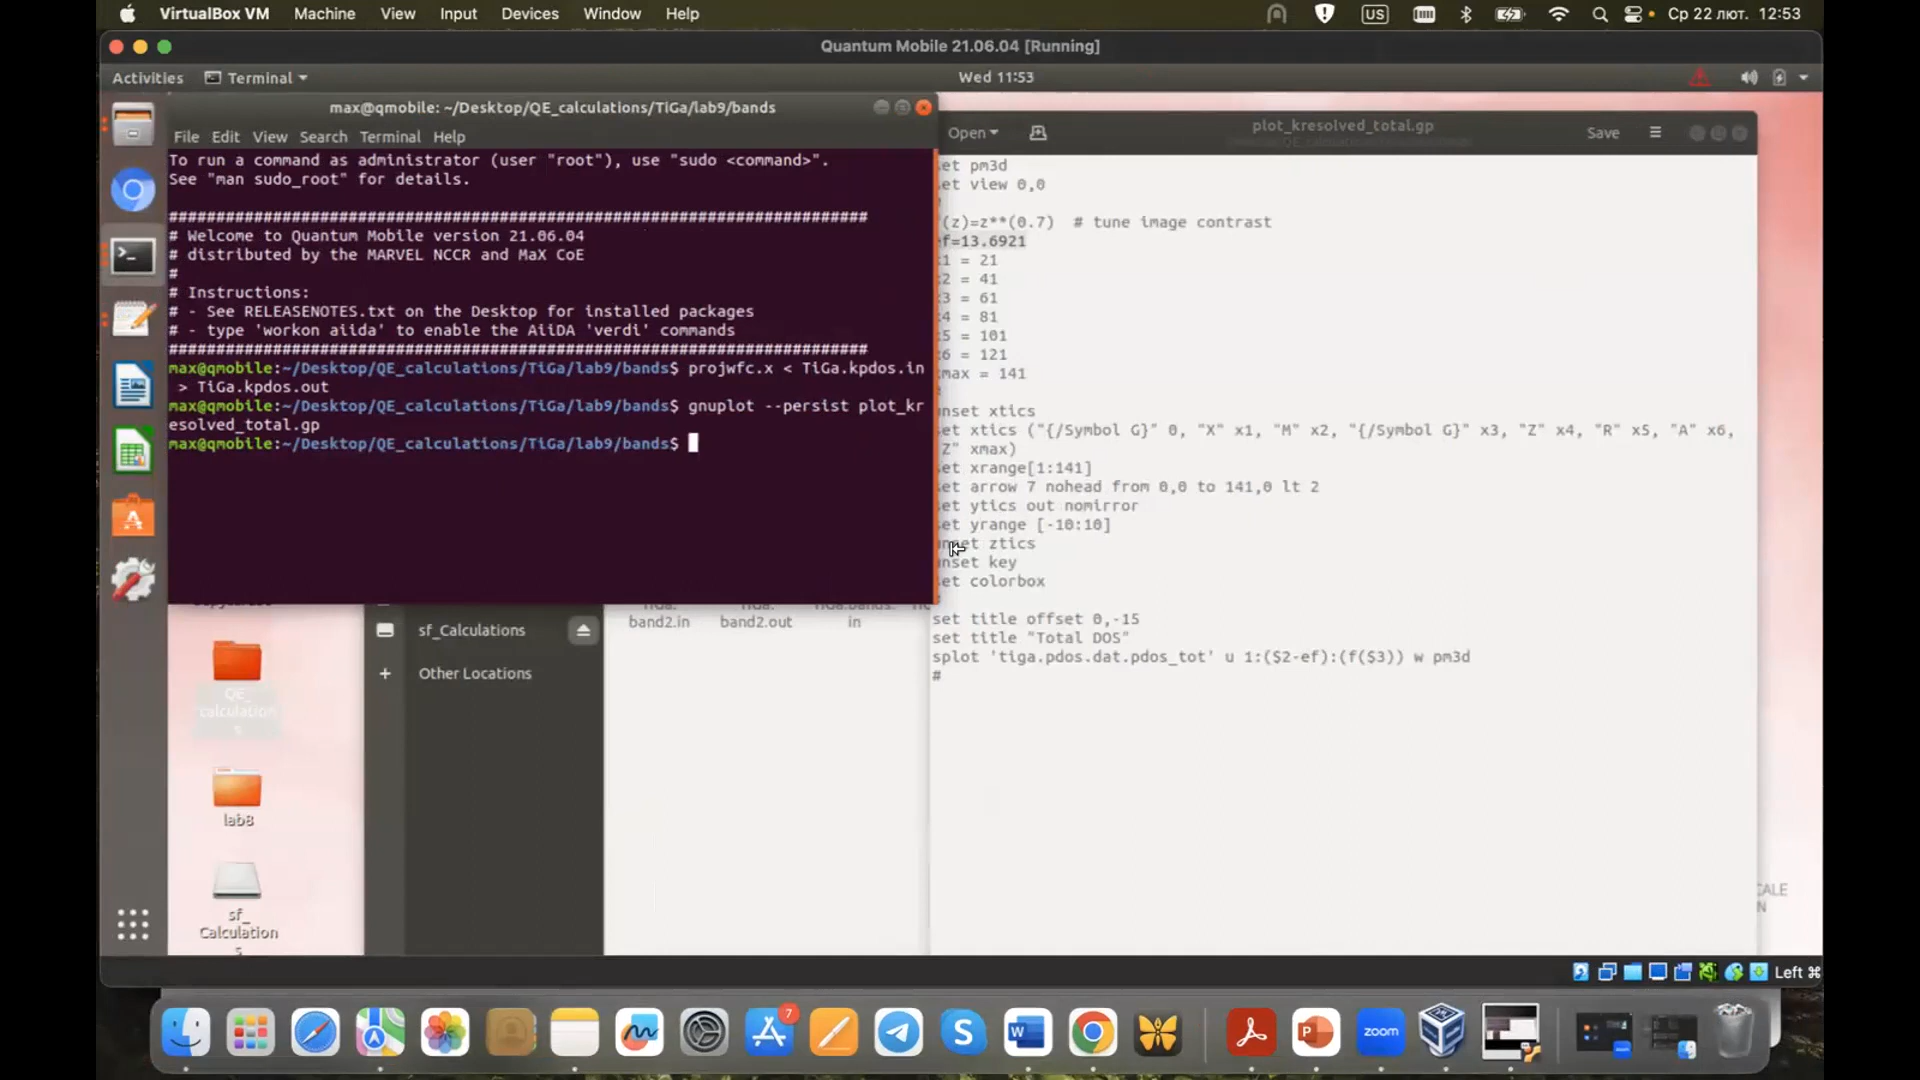 VirtualBox VM Machine View Input Devices Window Help
US
Ср 22 лют. 12:53
Quantum Mobile 21.06.04 [Running]
Activities Terminal
Wed 11:53
max@qmobile: ~/Desktop/QE_calculations/TiGa/lab9/bands
File Edit View Search Terminal Help
To run a command as administrator (user "root"), use "sudo <command>".
See "man sudo_root" for details.
###########################################################################
# Welcome to Quantum Mobile version 21.06.04
# distributed by the MARVEL NCCR and MaX CoE
#
# Instructions:
# - See RELEASENOTES.txt on the Desktop for installed packages
# - type 'workon aiida' to enable the AiiDA 'verdi' commands
###########################################################################
max@qmobile:~/Desktop/QE_calculations/TiGa/lab9/bands$ projwfc.x < TiGa.kpdos.in
> TiGa.kpdos.out
max@qmobile:~/Desktop/QE_calculations/TiGa/lab9/bands$ gnuplot --persist plot_kr
esolved_total.gp
max@qmobile:~/Desktop/QE_calculations/TiGa/lab9/bands$
Open
plot_kresolved_total.gp
Save
et pm3d
et view 0,0
(z)=z**(0.7) # tune image contrast
ef=13.6921
1 = 21
2 = 41
3 = 61
4 = 81
5 = 101
6 = 121
max = 141
nset xtics
et xtics ("{/Symbol G}" 0, "X" x1, "M" x2, "{/Symbol G}" x3, "Z" x4, "R" x5, "A" x6,
Z" xmax)
et xrange[1:141]
et arrow 7 nohead from 0,0 to 141,0 lt 2
et ytics out nomirror
et yrange [-10:10]
nset ztics
nset key
et colorbox
set title offset 0,-15
set title "Total DOS"
splot 'tiga.pdos.dat.pdos_tot' u 1:($2-ef):(f($3)) w pm3d
#
sf_Calculations
Other Locations
band2.in
band2.out
in
QE_
calculation
s
lab8
sf_
Calculation
s
CALE
N
Left ⌘
7
W
zoom